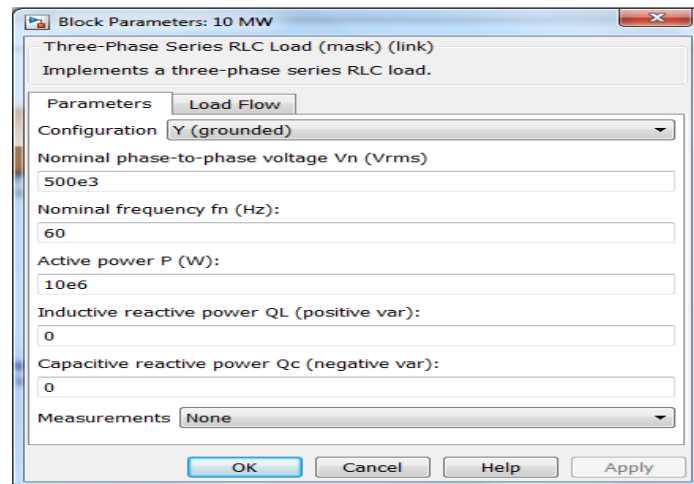 Block Parameters: 10 MW
Three-Phase Series RLC Load (mask) (link)
Implements a three-phase series RLC load.
Parameters Load Flow
Configuration Y (grounded)
Nominal phase-to-phase voltage Vn (Vrms)
500e3
Nominal frequency fn (Hz):
60
Active power P (W):
10e6
Inductive reactive power QL (positive var):
0
Capacitive reactive power Qc (negative var):
0
Measurements None
OK Cancel Help Apply